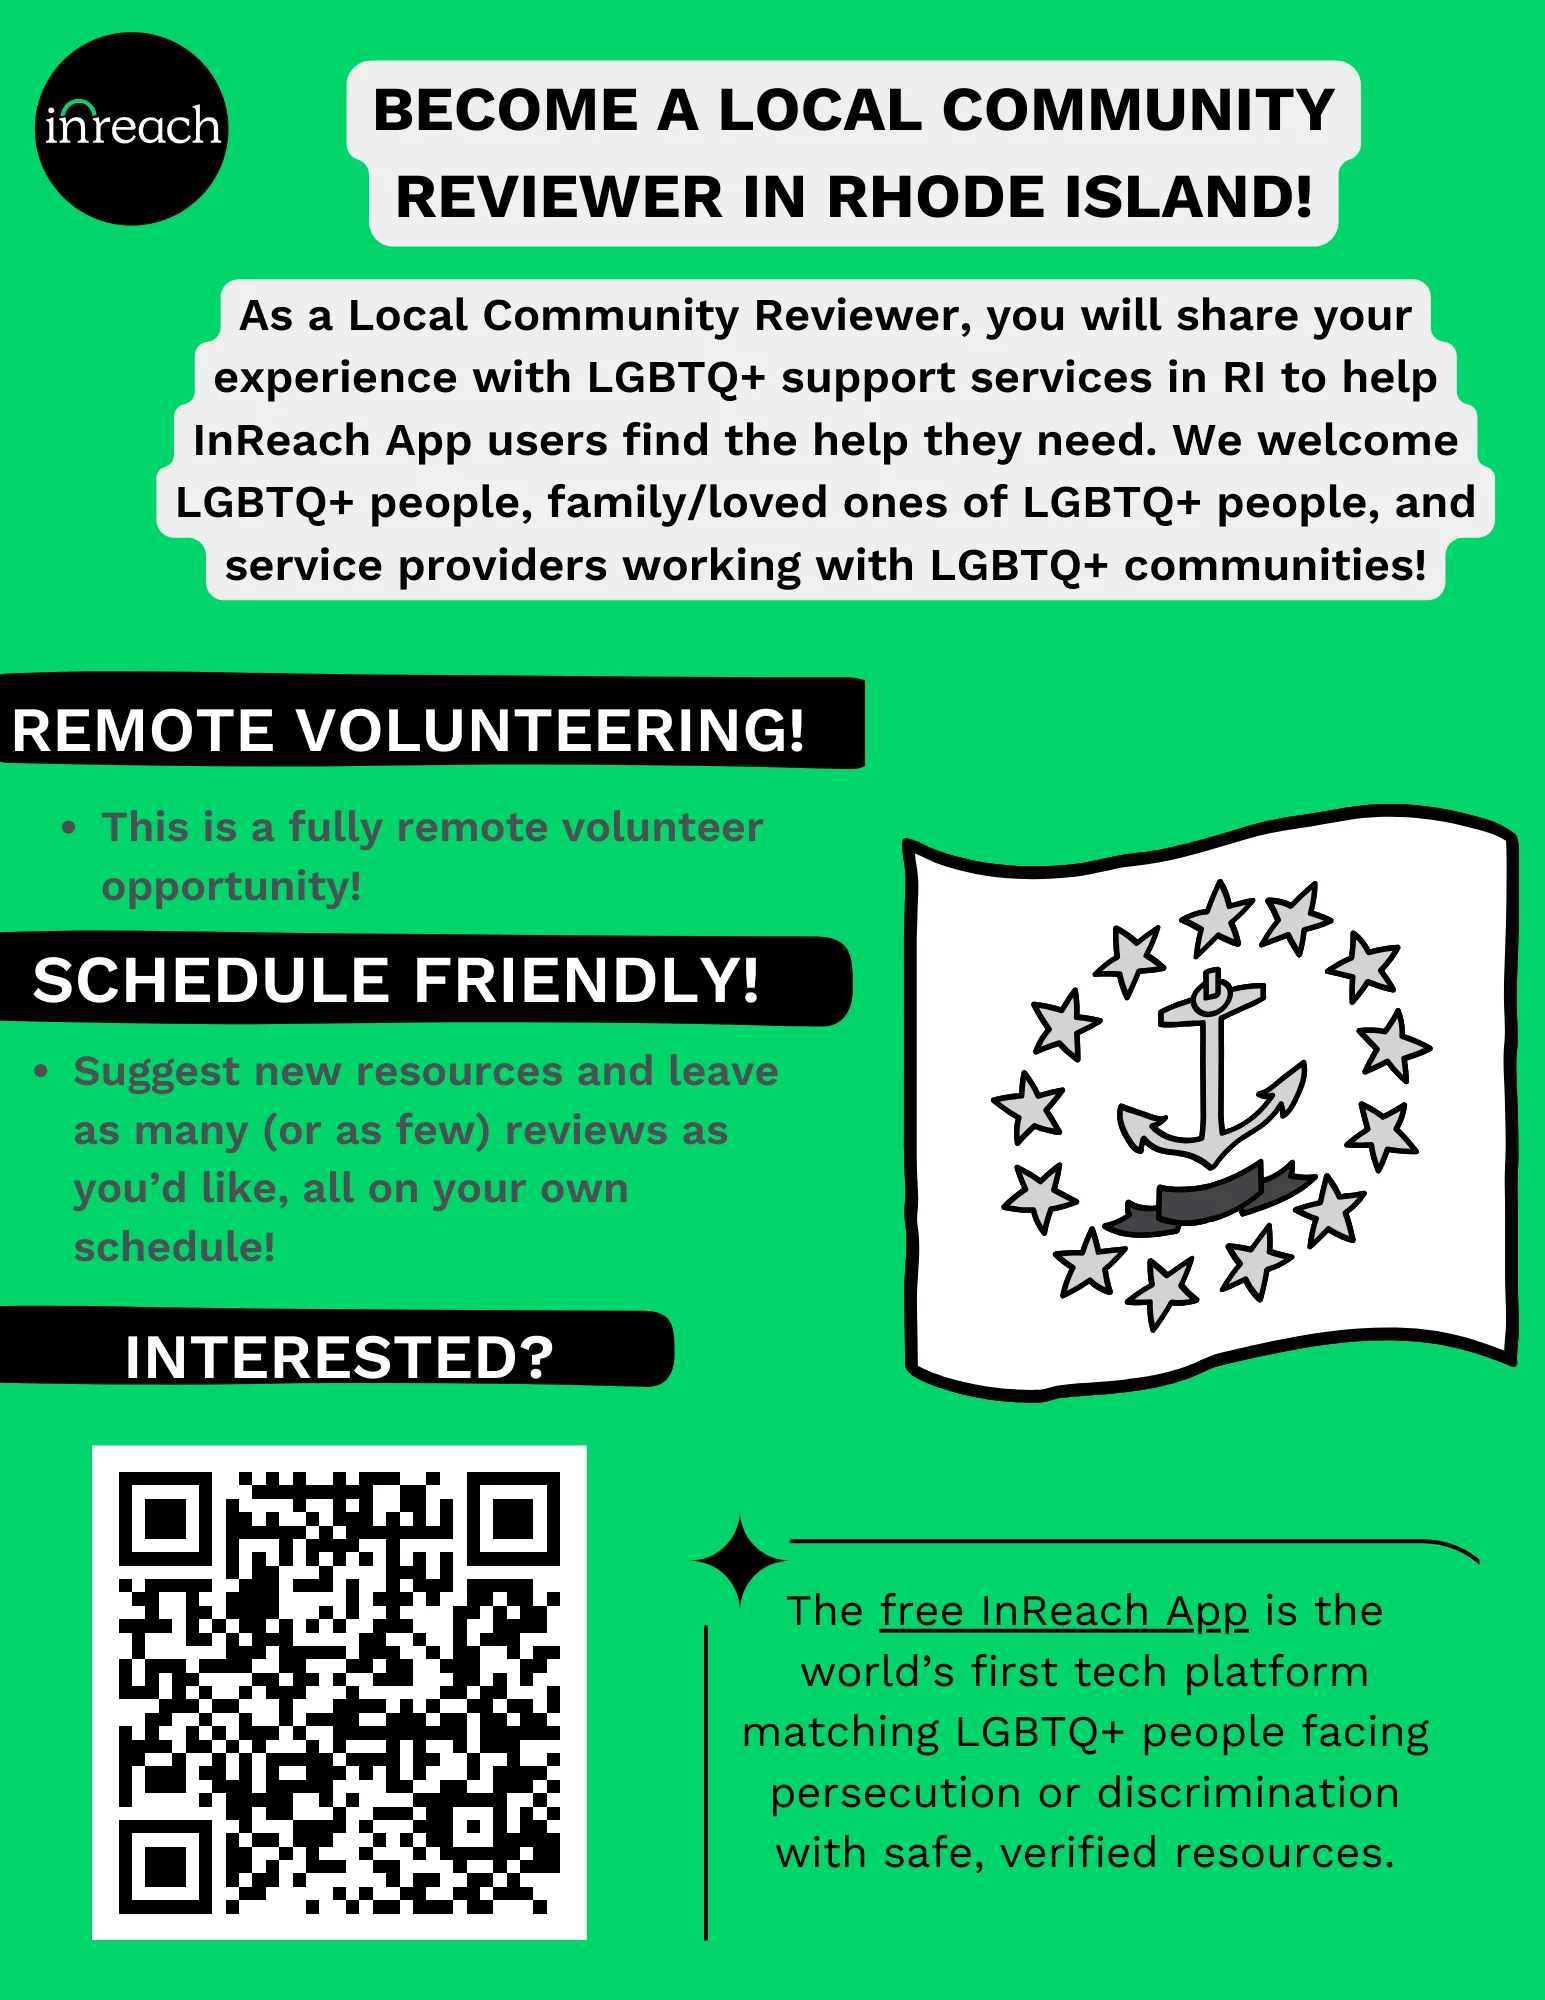 inreach
BECOME A LOCAL COMMUNITY
REVIEWER IN RHODE ISLAND!
As a Local Community Reviewer, you will share your
experience with LGBTQ+ support services in RI to help
InReach App users find the help they need. We welcome
LGBTQ+ people, family/loved ones of LGBTQ+ people, and
service providers working with LGBTQ+ communities!
REMOTE VOLUNTEERING!
• This is a fully remote volunteer
opportunity!
SCHEDULE FRIENDLY!
• Suggest new resources and leave
as many (or as few) reviews as
you’d like, all on your own
schedule!
INTERESTED?
The free InReach App is the
world’s first tech platform
matching LGBTQ+ people facing
persecution or discrimination
with safe, verified resources.